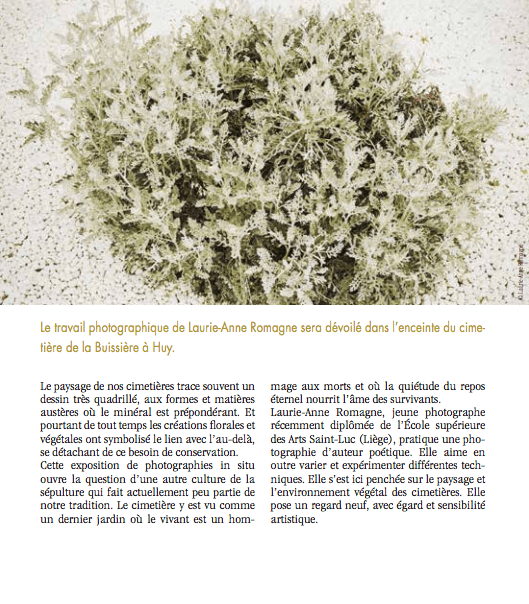 Le travail photographique de Laurie-Anne Romagne sera dévoilé dans l'enceinte du cime-
tière de la Buissière à Huy.
Le paysage de nos cimetières trace souvent un
dessin très quadrillé, aux formes et matières
austères où le minéral est prépondérant. Et
pourtant de tout temps les créations florales et
végétales ont symbolisé le lien avec l'au-delà,
se détachant de ce besoin de conservation.
Cette exposition de photographies in situ
ouvre la question d'une autre culture de la
sépulture qui fait actuellement peu partie de
notre tradition. Le cimetière y est vu comme
un dernier jardin où le vivant est un hom-
mage aux morts et où la quiétude du repos
éternel nourrit l'âme des survivants.
Laurie-Anne Romagne, jeune photographe
récemment diplômée de l'École supérieure
des Arts Saint-Luc (Liège), pratique une pho-
tographie d'auteur poétique. Elle aime en
outre varier et expérimenter différentes tech-
niques. Elle s'est ici penchée sur le paysage et
l'environnement végétal des cimetières. Elle
pose un regard neuf, avec égard et sensibilité
artistique.